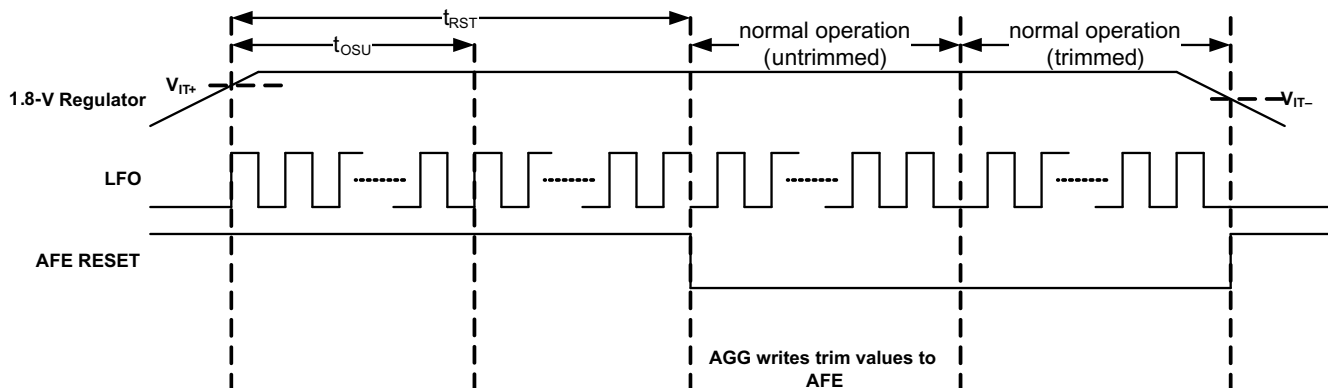 tRST
tOSU
normal operation
(untrimmed)
normal operation
(trimmed)
VIT+
1.8-V Regulator
VIT–
LFO
AFE RESET
AGG writes trim values to
AFE